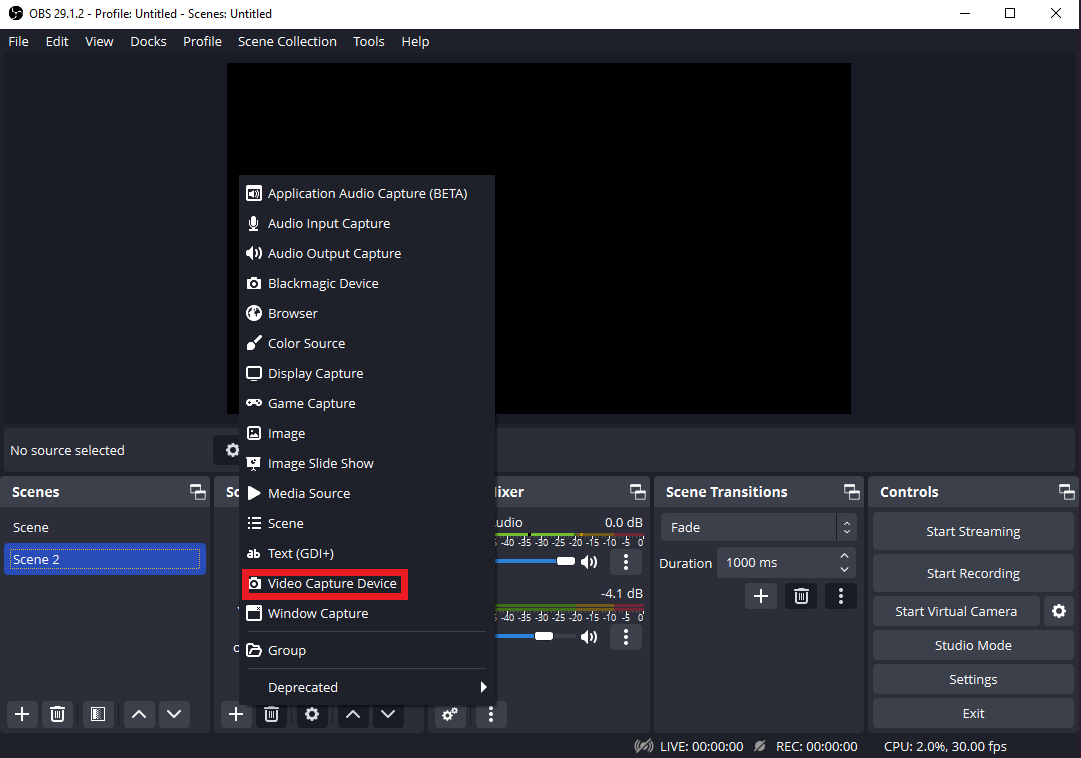 OBS 29.1.2 - Profile: Untitled - Scenes: Untitled
File Edit View Docks Profile Scene Collection Tools Help
Application Audio Capture (BETA)
Audio Input Capture
Audio Output Capture
Blackmagic Device
Browser
Color Source
Display Capture
Game Capture
Image
Image Slide Show
Media Source
Scene
ab Text (GDI+)
Video Capture Device
Window Capture
Group
Deprecated
No source selected
Scenes
Scene
Scene 2
Sc
ixer
udio 0.0 dB
-40 -35 -30 -25 -20 -15 -10 -5 0
-4.1 dB
-40 -35 -30 -25 -20 -15 -10 -5 0
Scene Transitions
Fade
Duration 1000 ms
Controls
Start Streaming
Start Recording
Start Virtual Camera
Studio Mode
Settings
Exit
LIVE: 00:00:00 REC: 00:00:00 CPU: 2.0%, 30.00 fps